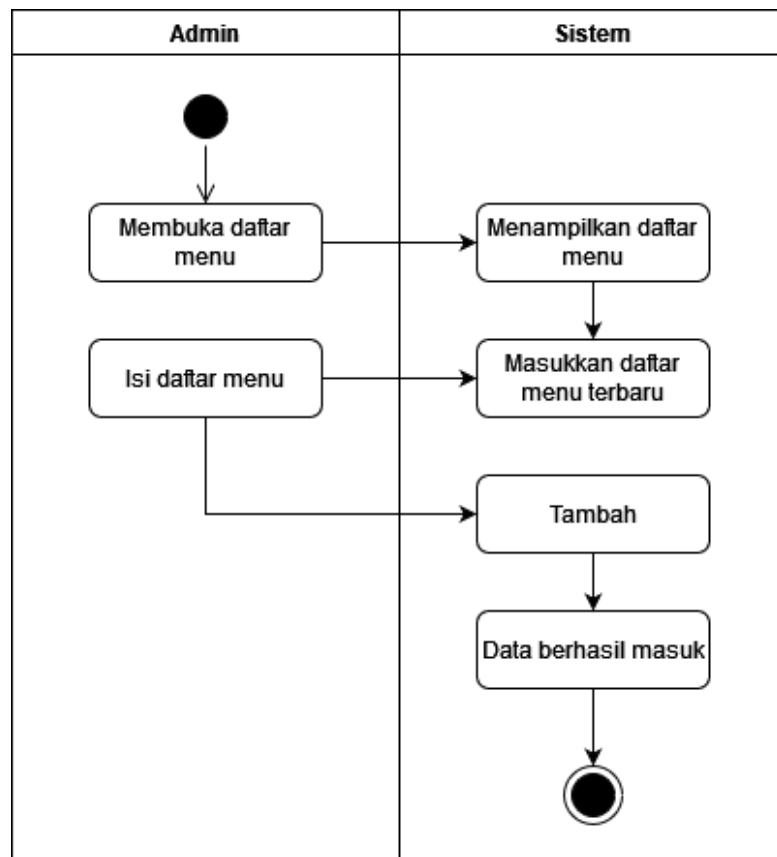 Admin
Sistem
Membuka daftar
menu
Menampilkan daftar
menu
Isi daftar menu
Masukkan daftar
menu terbaru
Tambah
Data berhasil masuk